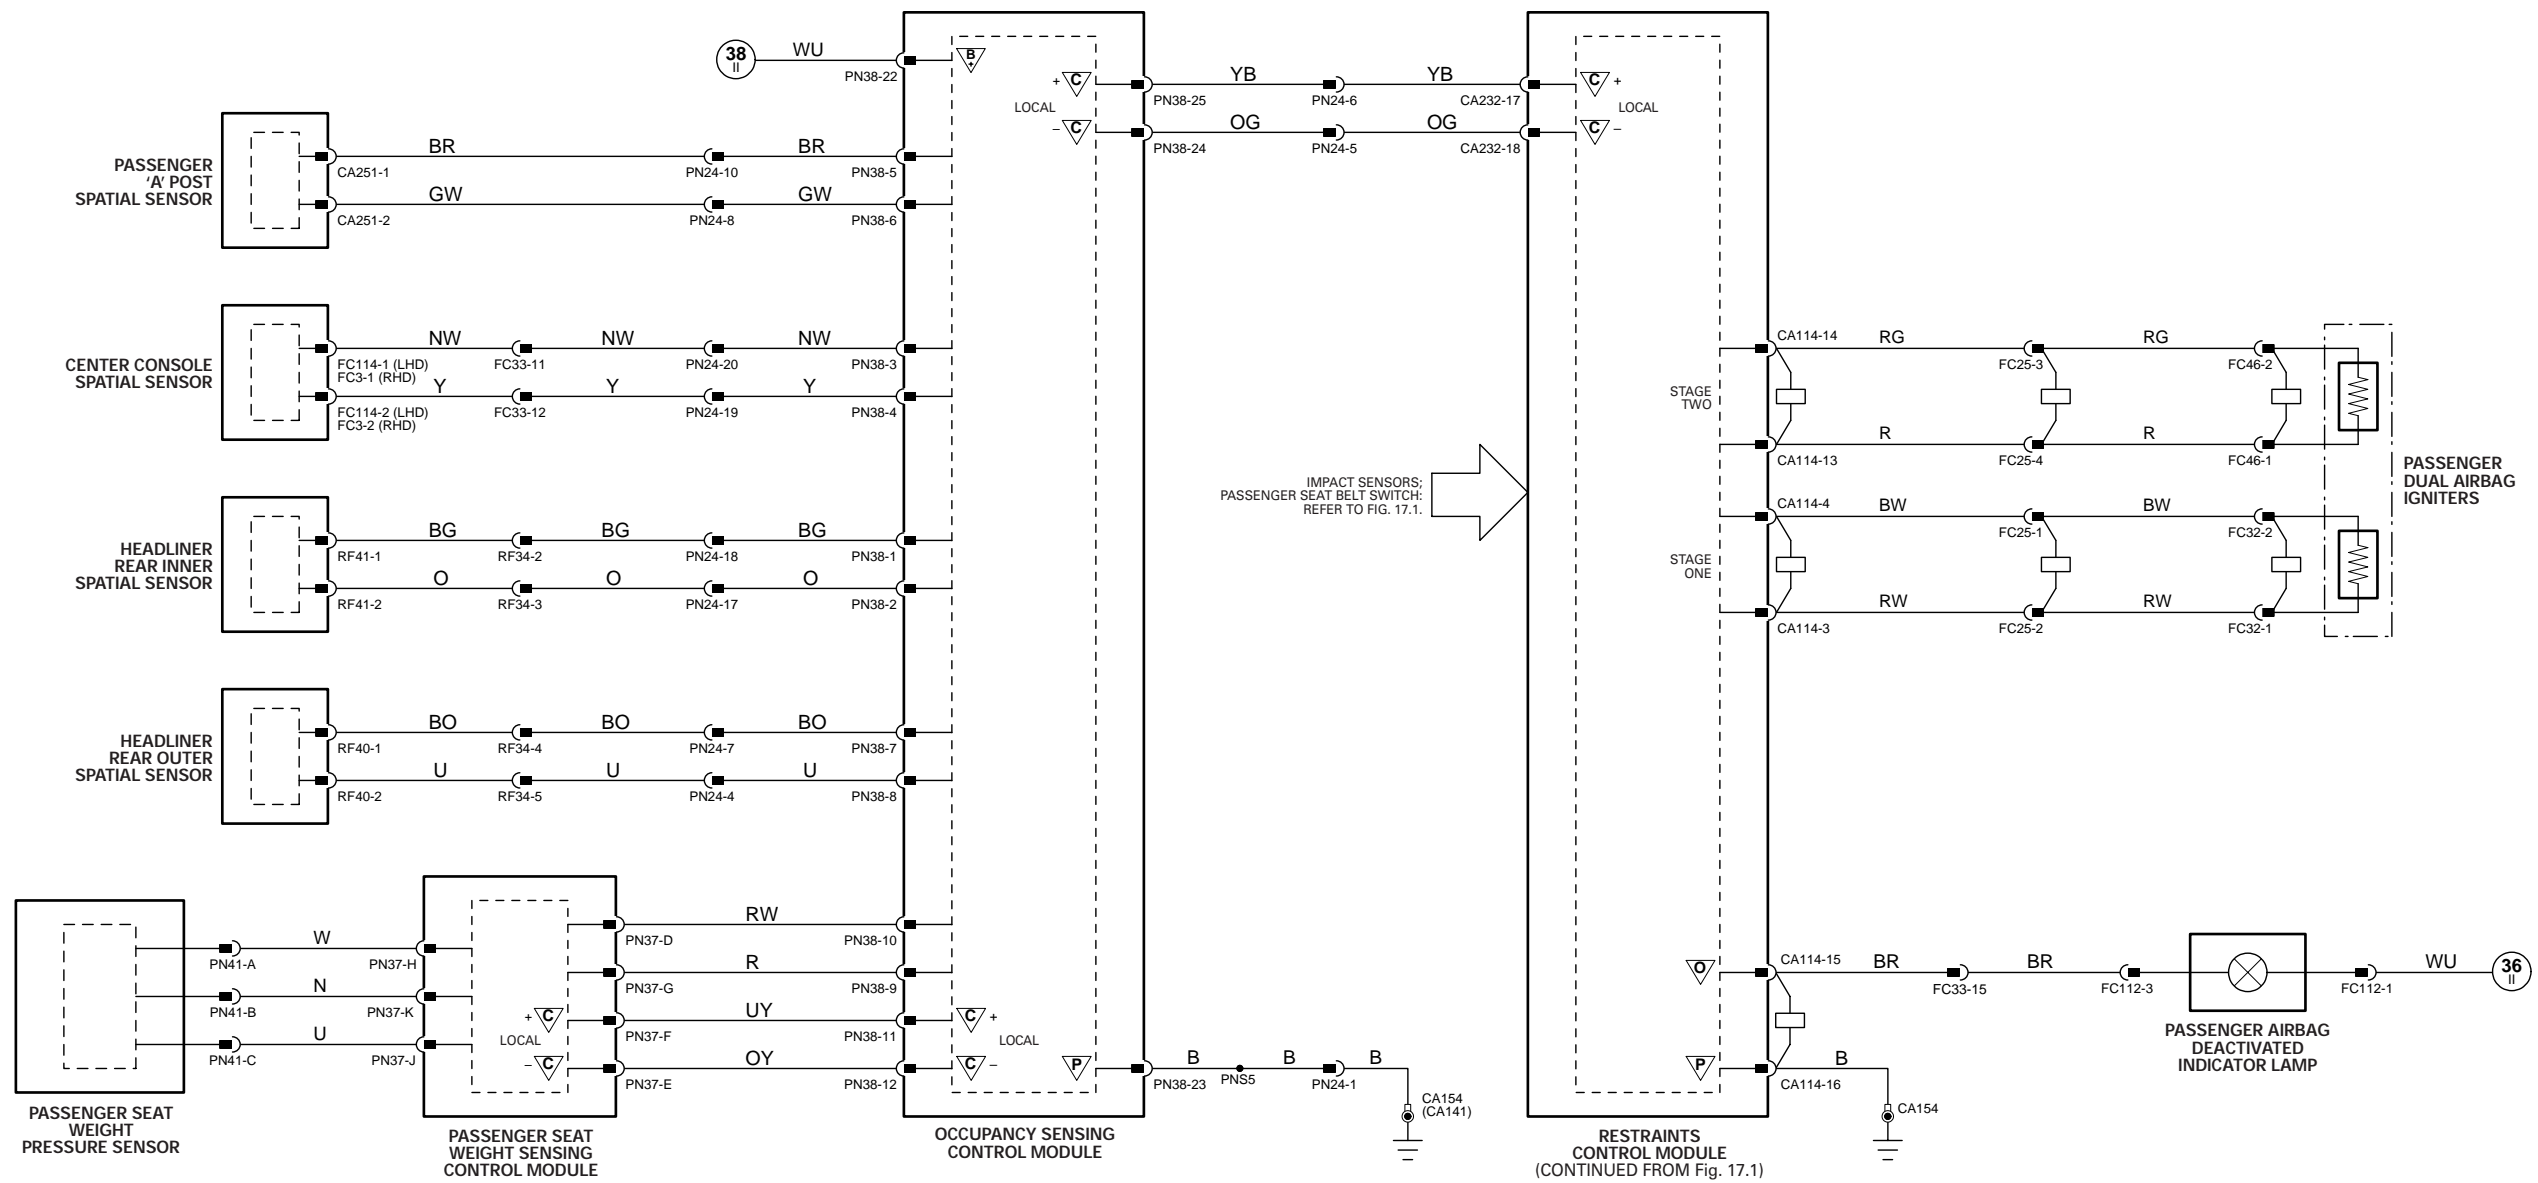 38
II
WU
PN38-22
B
+
+
C
LOCAL
–
C
PN38-25
YB
PN24-6
YB
CA232-17
C
+
LOCAL
C
–
PN38-24
OG
PN24-5
OG
CA232-18
PASSENGER
‘A’ POST
SPATIAL SENSOR
BR
BR
CA251-1
PN24-10
PN38-5
GW
GW
CA251-2
PN24-8
PN38-6
CENTER CONSOLE
SPATIAL SENSOR
NW
NW
NW
FC114-1 (LHD)
FC3-1 (RHD)
FC33-11
PN24-20
PN38-3
Y
Y
Y
FC114-2 (LHD)
FC3-2 (RHD)
FC33-12
PN24-19
PN38-4
HEADLINER
REAR INNER
SPATIAL SENSOR
BG
BG
BG
RF41-1
RF34-2
PN24-18
PN38-1
O
O
O
RF41-2
RF34-3
PN24-17
PN38-2
HEADLINER
REAR OUTER
SPATIAL SENSOR
BO
BO
BO
RF40-1
RF34-4
PN24-7
PN38-7
U
U
U
RF40-2
RF34-5
PN24-4
PN38-8
IMPACT SENSORS;
PASSENGER SEAT BELT SWITCH:
REFER TO FIG. 17.1.
STAGE
TWO
CA114-14
RG
RG
FC25-3
FC46-2
CA114-13
R
R
FC25-4
FC46-1
STAGE
ONE
CA114-4
BW
BW
FC25-1
FC32-2
CA114-3
RW
RW
FC25-2
FC32-1
PASSENGER
DUAL AIRBAG
IGNITERS
W
PN41-A
PN37-H
N
PN41-B
PN37-K
U
PN41-C
PN37-J
PASSENGER SEAT
WEIGHT
PRESSURE SENSOR
+
C
LOCAL
–
C
PASSENGER SEAT
WEIGHT SENSING
CONTROL MODULE
RW
PN37-D
PN38-10
R
PN37-G
PN38-9
UY
PN37-F
PN38-11
OY
PN37-E
PN38-12
C
+
LOCAL
C
–
P
OCCUPANCY SENSING
CONTROL MODULE
B
B
B
PN38-23
PNS5
PN24-1
CA154
(CA141)
O
P
RESTRAINTS
CONTROL MODULE
(CONTINUED FROM Fig. 17.1)
CA114-15
BR
BR
FC33-15
FC112-3
CA114-16
B
CA154
PASSENGER AIRBAG
DEACTIVATED
INDICATOR LAMP
FC112-1
WU
36
II